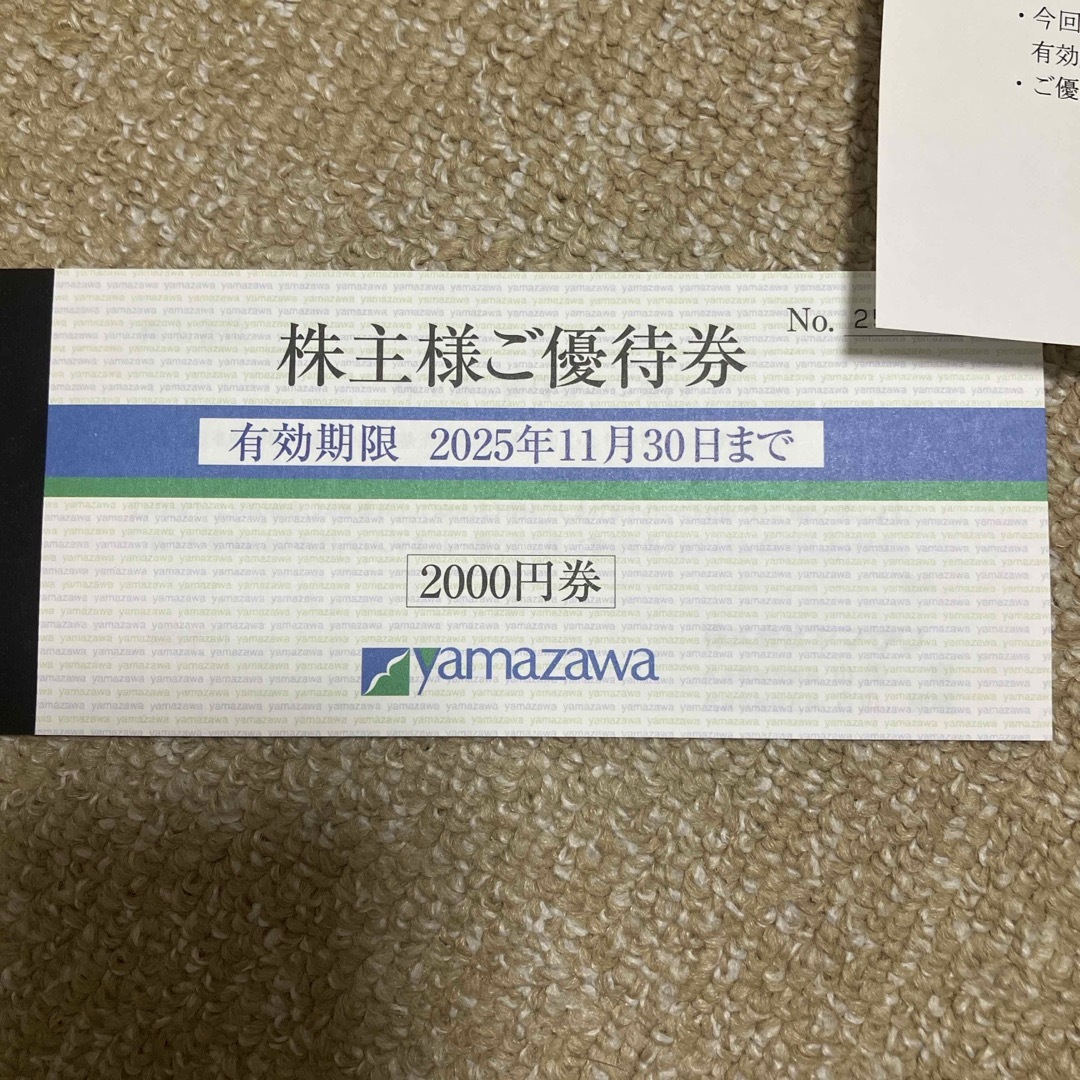 ・今回
有効
・ご優
No. 2
株主様ご優待券
有効期限 2025年11月30日まで
2000円券
yamazawa